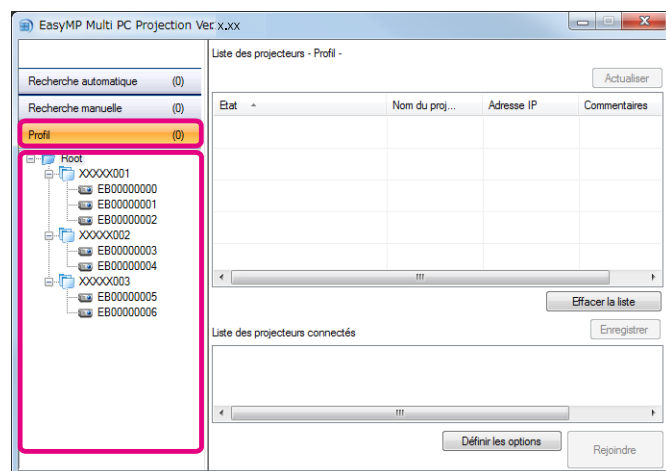 EasyMP Multi PC Projection Ver x.xx
Liste des projecteurs - Profil -
Recherche automatique (0)
Actualiser
Recherche manuelle (0)
Etat Nom du proj... Adresse IP Commentaires
Profil (0)
Root
XXXXX001
EB00000000
EB00000001
EB00000002
XXXXX002
EB00000003
EB00000004
XXXXX003
EB00000005
EB00000006
Effacer la liste
Liste des projecteurs connectés
Enregistrer
Définir les options
Rejoindre